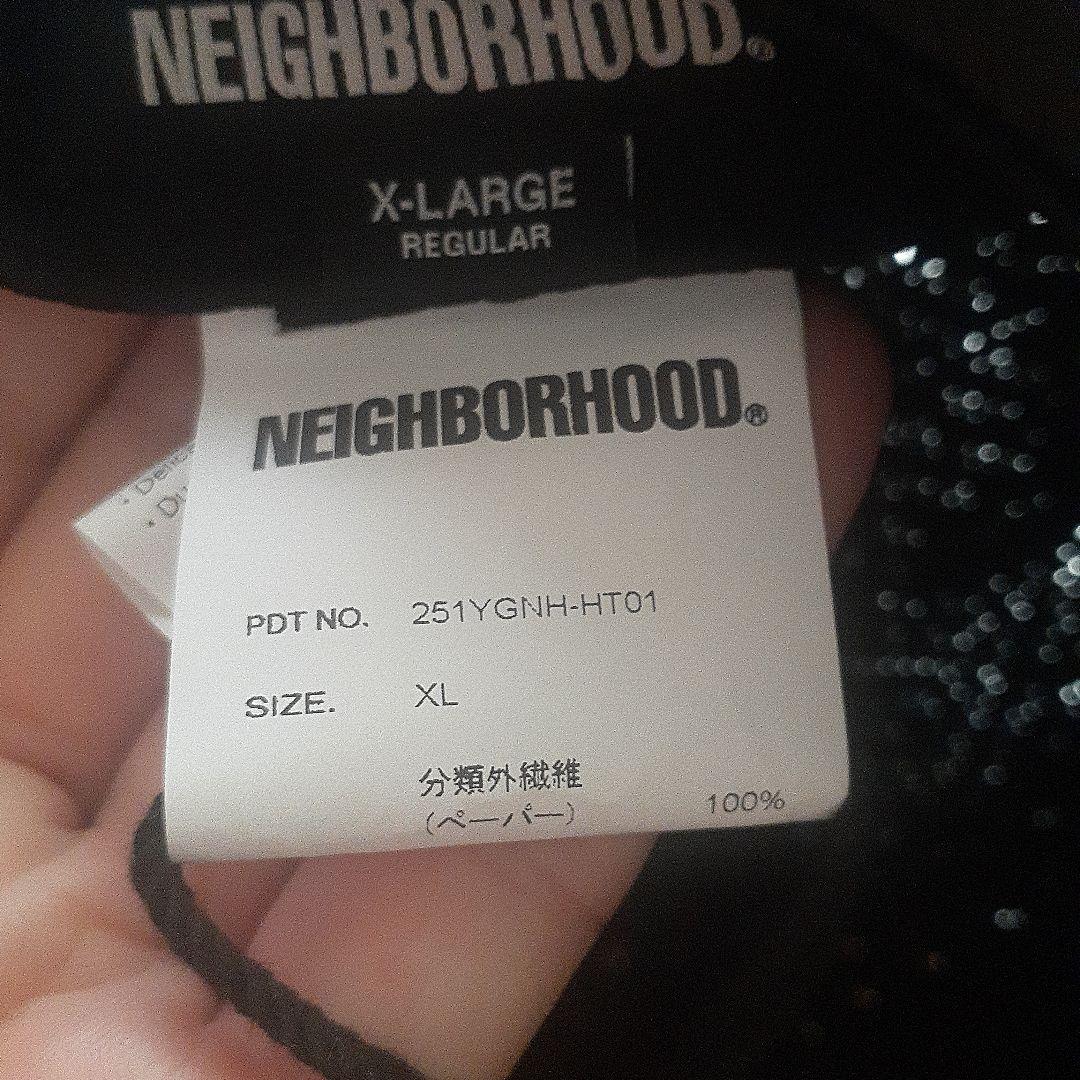 NEIGHBORHOOD®
X-LARGE
REGULAR
NEIGHBORHOOD®
PDT NO. 251YGNH-HT01
SIZE. XL
分類外繊維
(ペーパー) 100%